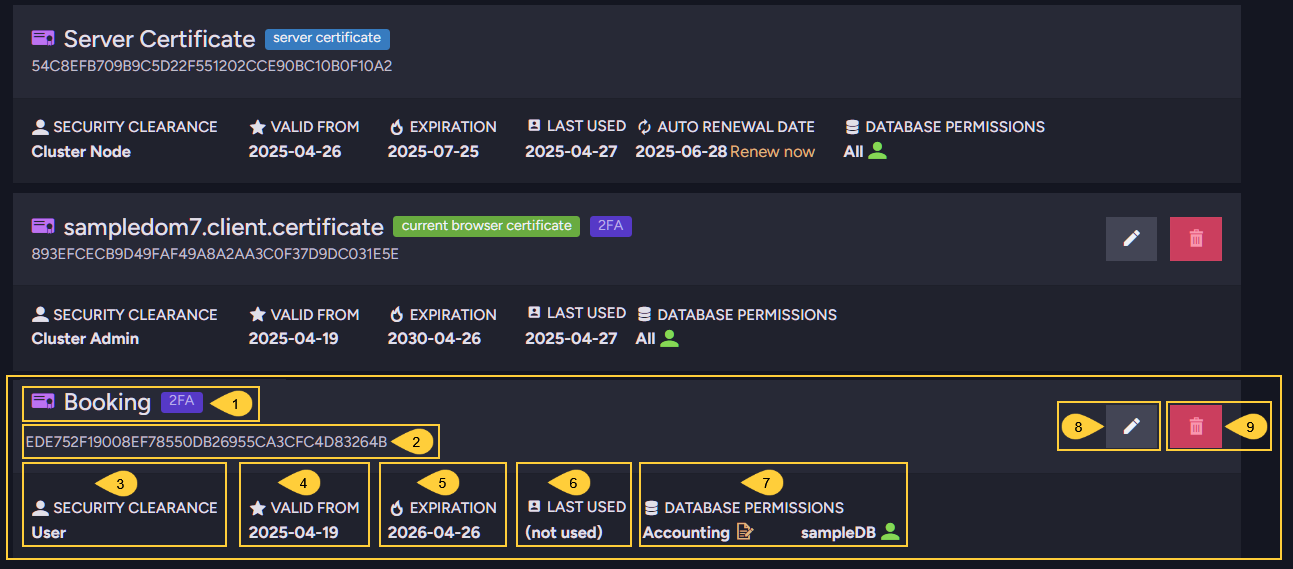 Server Certificate server certificate
54C8EFB709B9C5D22F551202CCE90BC10B0F10A2
SECURITY CLEARANCE VALID FROM EXPIRATION LAST USED AUTO RENEWAL DATE DATABASE PERMISSIONS
Cluster Node 2025-04-26 2025-07-25 2025-04-27 2025-06-28 Renew now All
sampledom7.client.certificate current browser certificate 2FA
893EFCECB9D49FAF49A8A2AA3C0F37D9DC031E5E
SECURITY CLEARANCE VALID FROM EXPIRATION LAST USED DATABASE PERMISSIONS
Cluster Admin 2025-04-19 2030-04-26 2025-04-27 All
Booking 2FA 1
8 9
EDE752F19008EF78550DB26955CA3CFC4D83264B 2
3 4 5 6 7
SECURITY CLEARANCE VALID FROM EXPIRATION LAST USED DATABASE PERMISSIONS
User 2025-04-19 2026-04-26 (not used) Accounting sampleDB